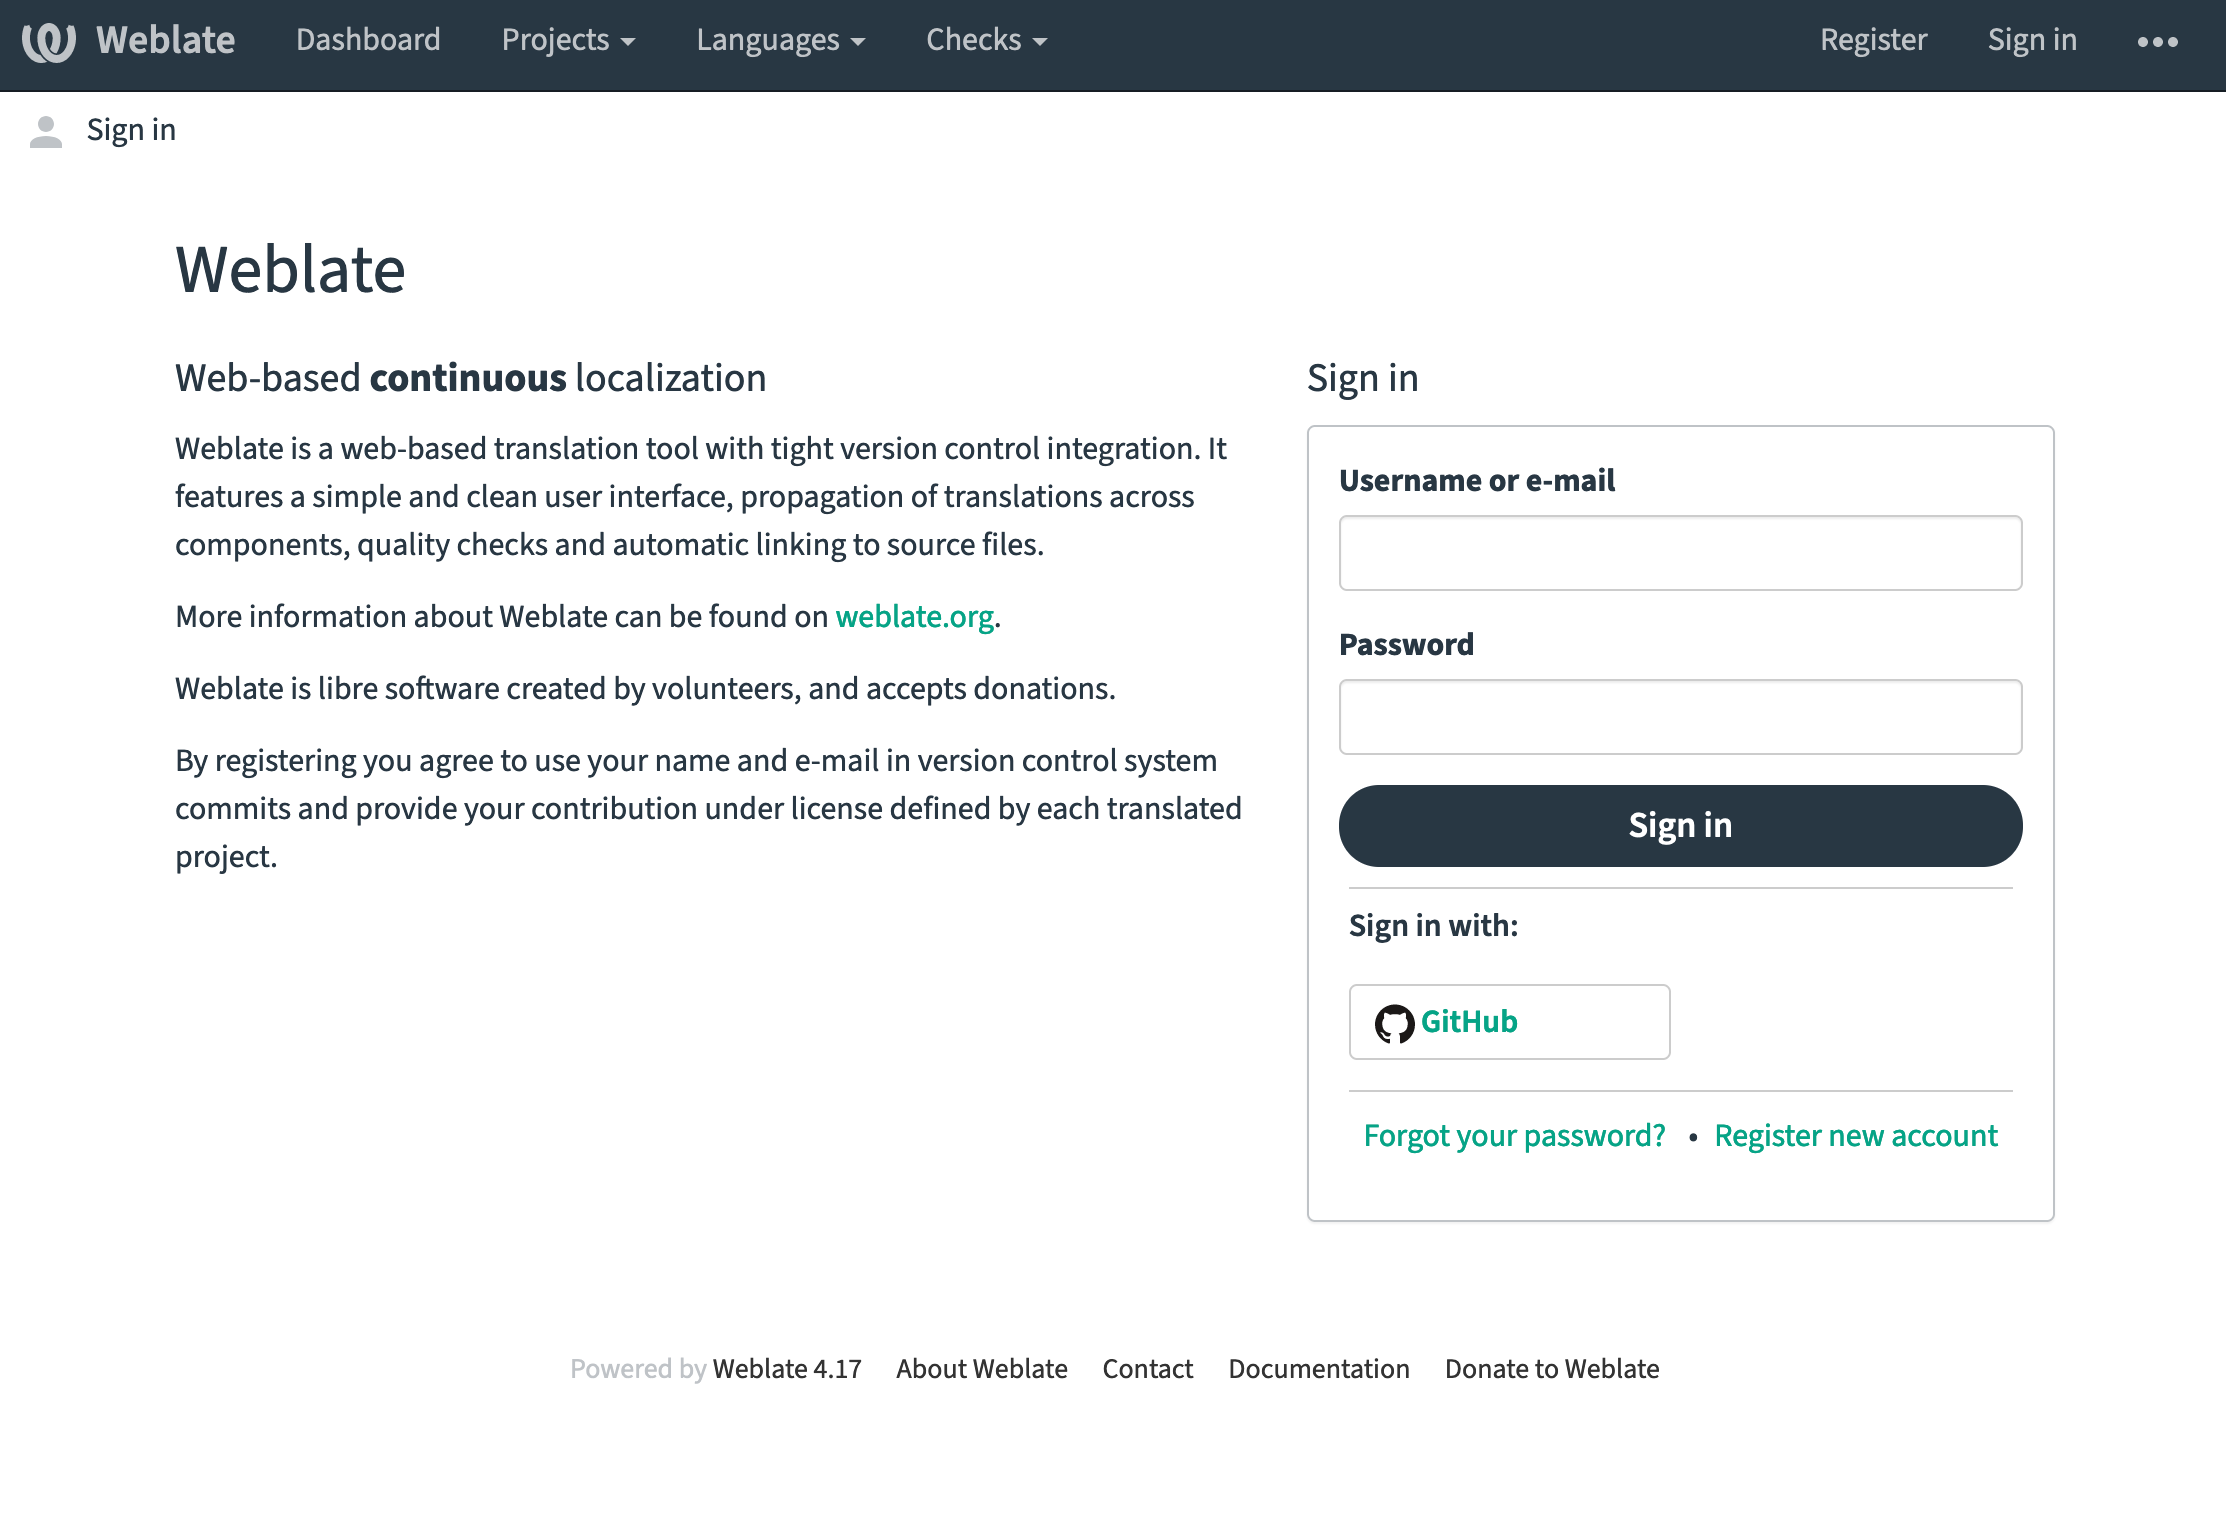 Weblate Dashboard Projects Languages Checks Register Sign in
Sign in
Weblate
Web-based continuous localization
Weblate is a web-based translation tool with tight version control integration. It
features a simple and clean user interface, propagation of translations across
components, quality checks and automatic linking to source files.
More information about Weblate can be found on weblate.org.
Weblate is libre software created by volunteers, and accepts donations.
By registering you agree to use your name and e-mail in version control system
commits and provide your contribution under license defined by each translated
project.
Sign in
Username or e-mail
Password
Sign in
Sign in with:
GitHub
Forgot your password? • Register new account
Powered by Weblate 4.17 About Weblate Contact Documentation Donate to Weblate